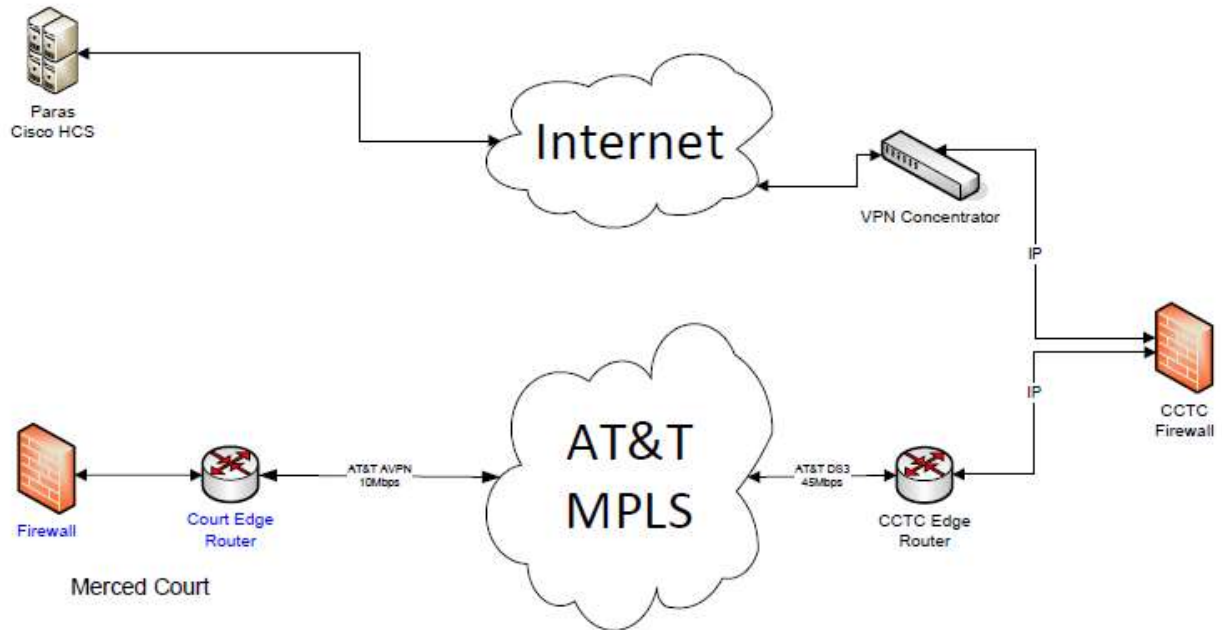 Paras
Cisco HCS
Internet
VPN Concentrator
IP
CCTC
Firewall
IP
AT&T
MPLS
AT&T AVPN
10Mbps
AT&T DS3
45Mbps
Firewall
Court Edge
Router
CCTC Edge
Router
Merced Court